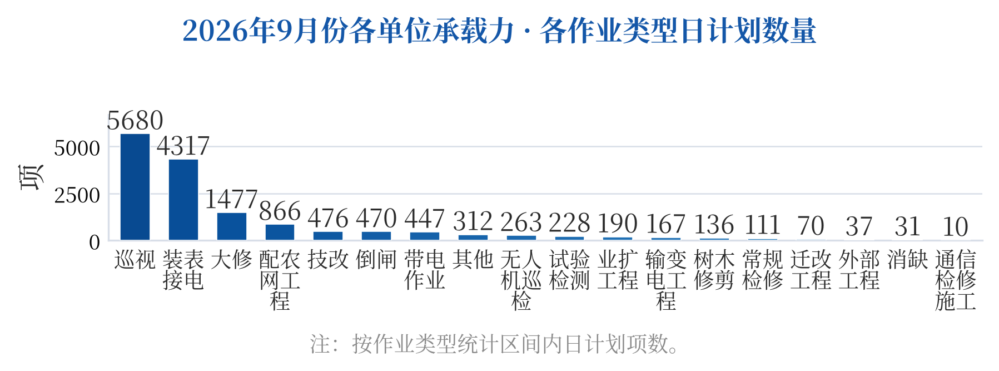 2026年9月份各单位承载力 · 各作业类型日计划数量
项
5000
2500
0
5680
4317
1477
866
476
470
447
312
263
228
190
167
136
111
70
37
31
10
巡视
装表
接电
大修
配农
网工
程
技改
倒闸
带电
作业
其他
无人
机巡
检
试验
检测
业扩
工程
输变
电工
程
树木
修剪
常规
检修
迁改
工程
外部
工程
消缺
通信
检修
施工
注：按作业类型统计区间内日计划项数。